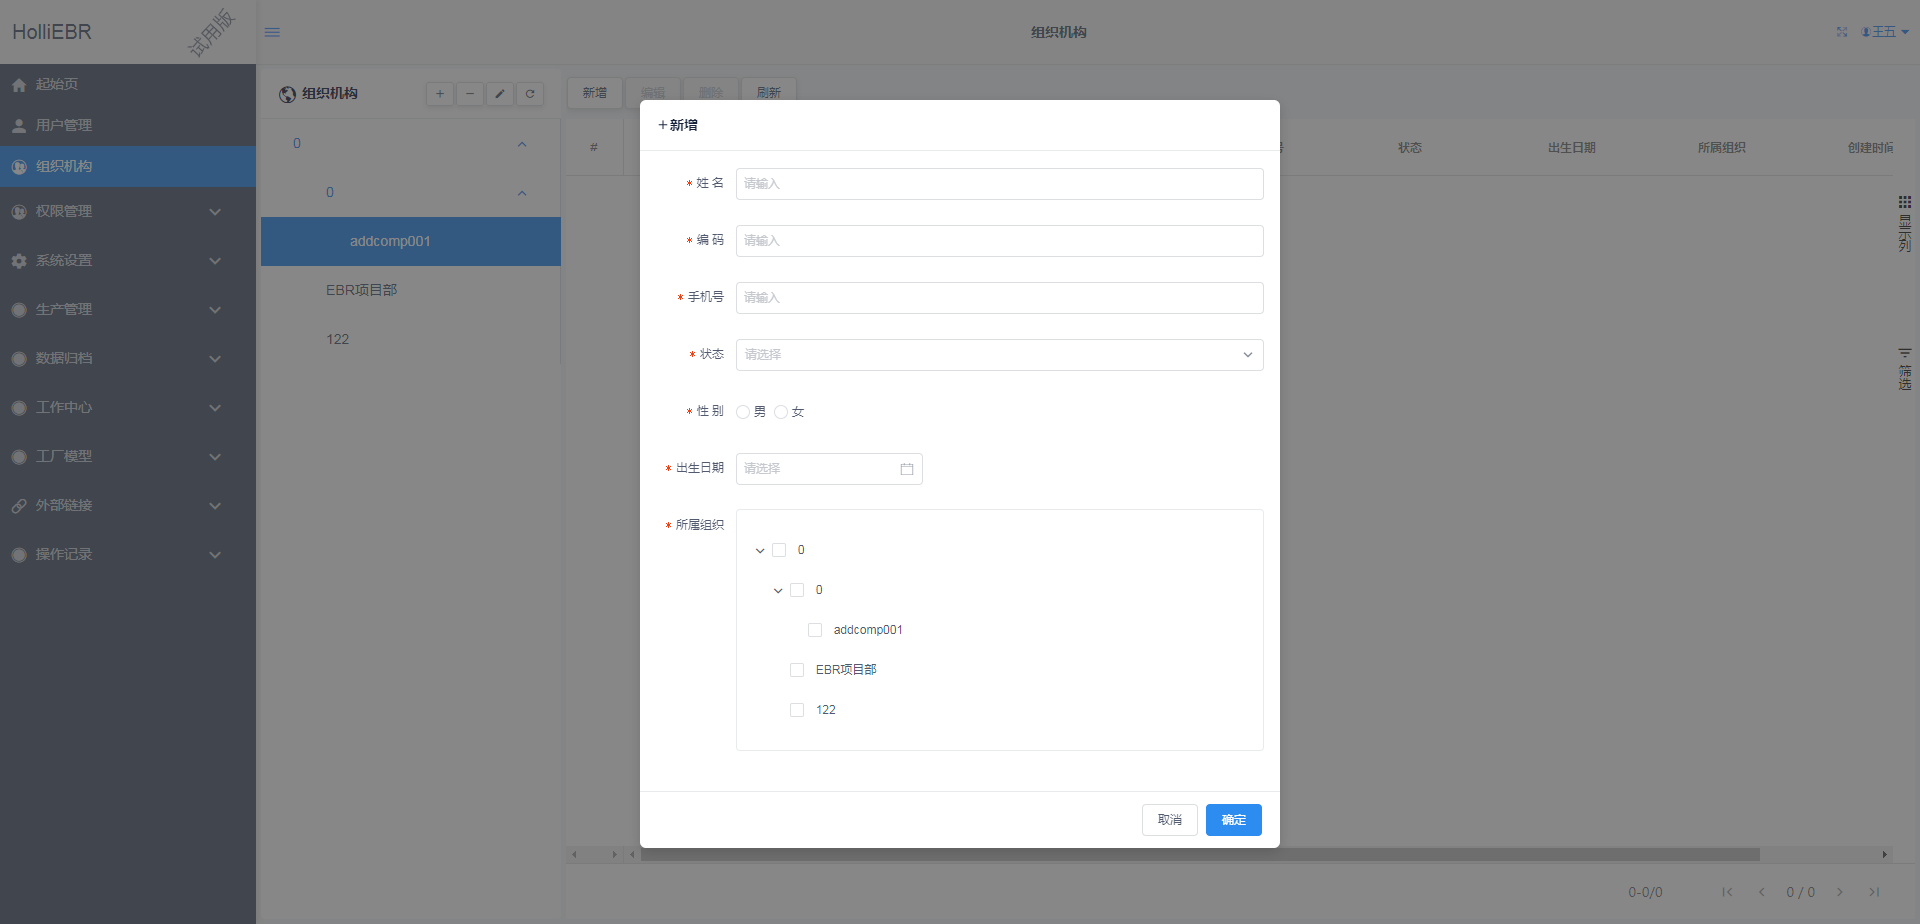 HolliEBR
试用版
组织机构
王五
起始页
用户管理
组织机构
权限管理
系统设置
生产管理
数据归档
工作中心
工厂模型
外部链接
操作记录
组织机构
0
0
addcomp001
EBR项目部
122
新增 编辑 删除 刷新
# 号 状态 出生日期 所属组织 创建时间
显示列
筛选
+新增
* 姓 名 请输入
* 编 码 请输入
* 手机号 请输入
* 状态 请选择
* 性 别 男 女
* 出生日期 请选择
* 所属组织
0
0
addcomp001
EBR项目部
122
取消 确定
0-0/0 0 / 0